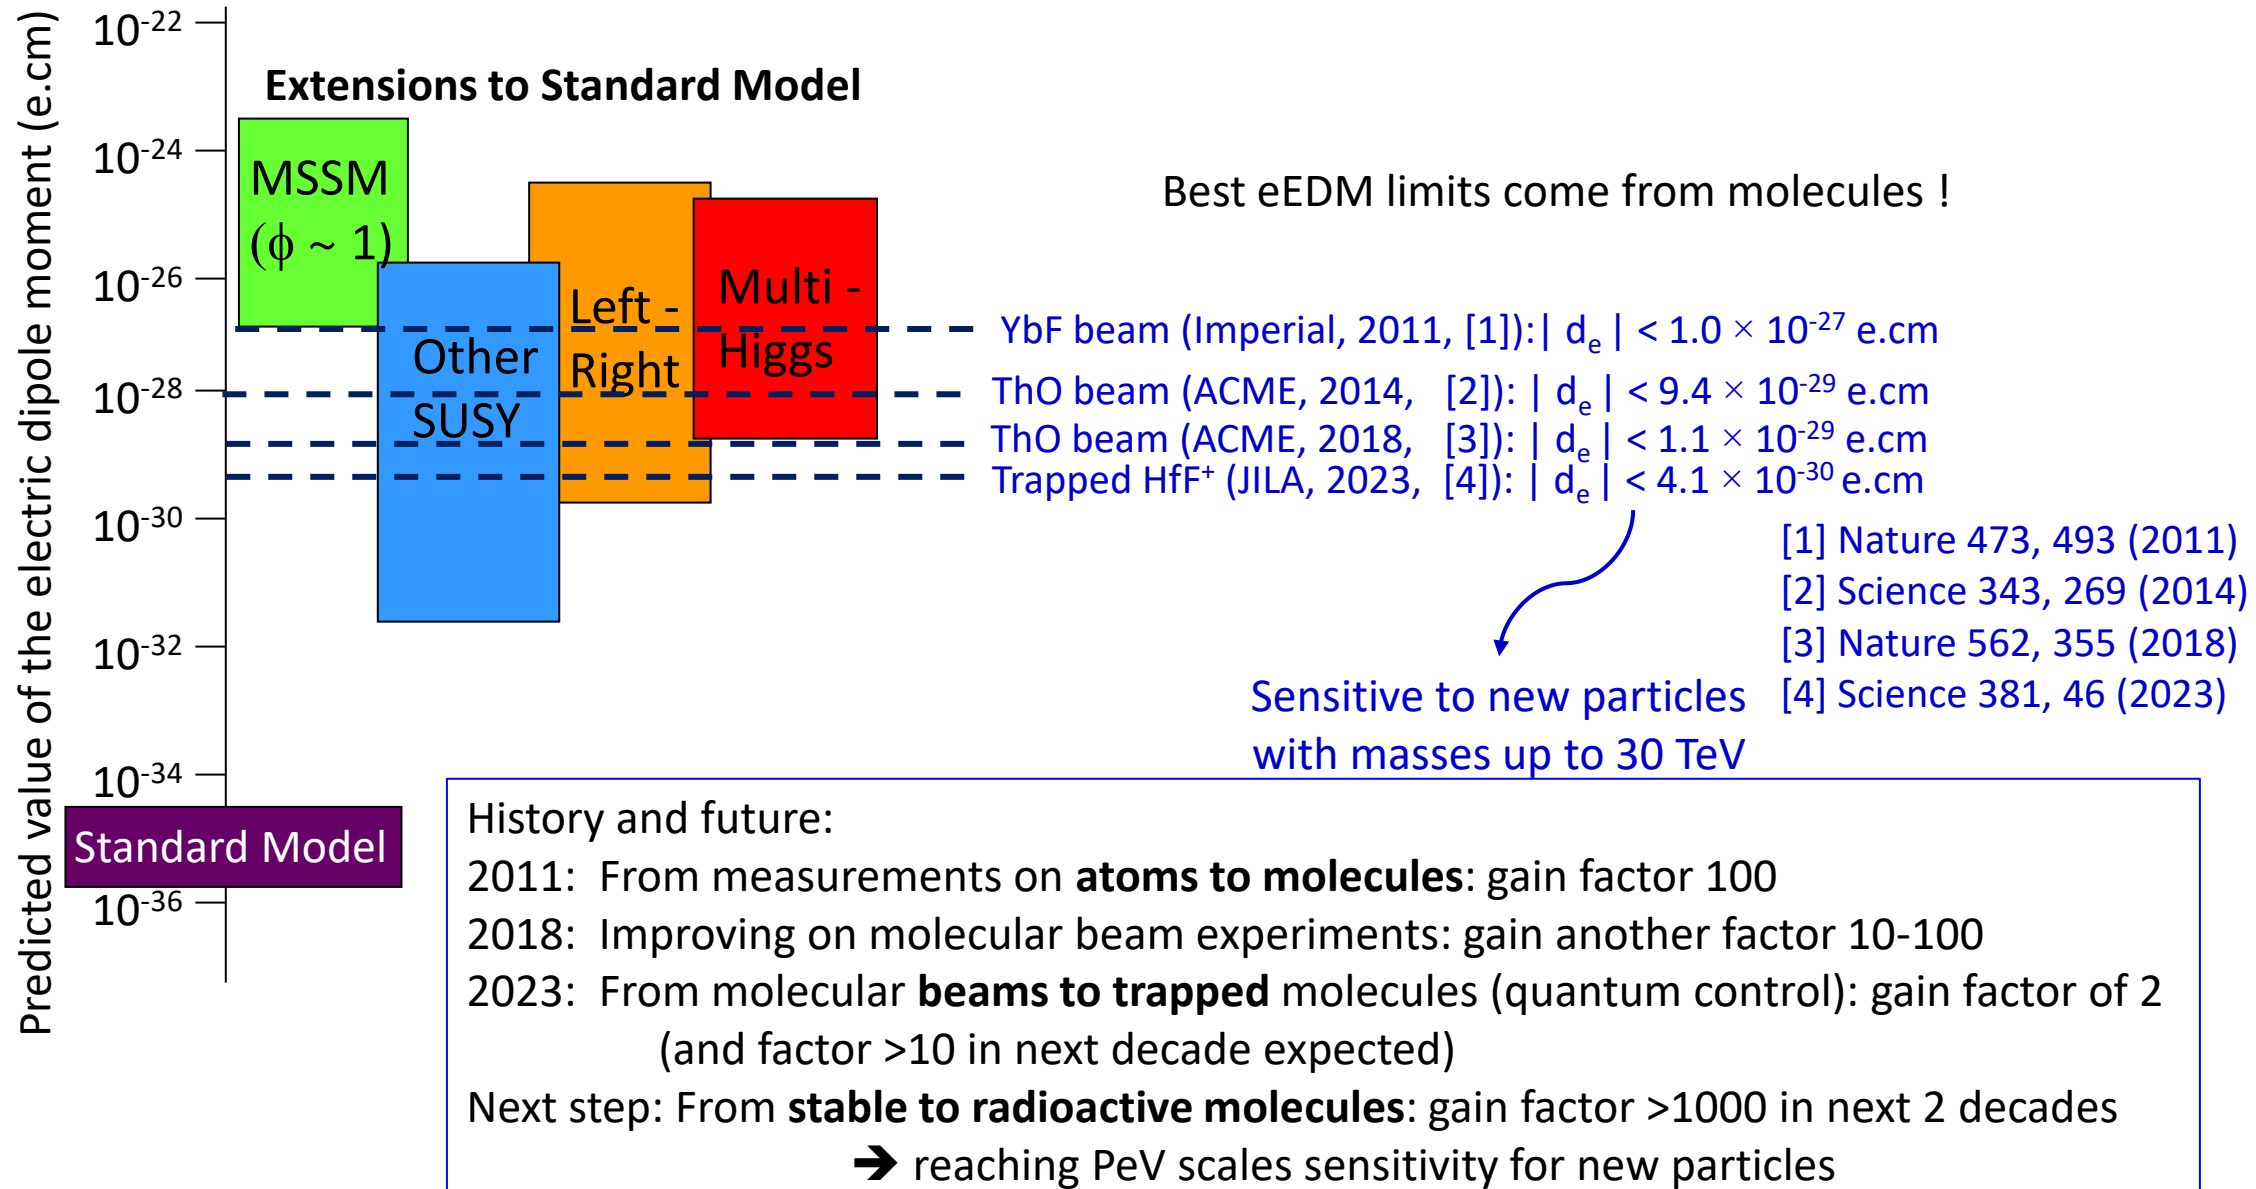 Predicted value of the electric dipole moment (e.cm)
10⁻²²
10⁻²⁴
10⁻²⁶
10⁻²⁸
10⁻³⁰
10⁻³²
10⁻³⁴
10⁻³⁶
Extensions to Standard Model
MSSM
(ϕ ~ 1)
Other
SUSY
Left -
Right
Multi -
Higgs
Standard Model
Best eEDM limits come from molecules !
YbF beam (Imperial, 2011, [1]):| dₑ | < 1.0 × 10⁻²⁷ e.cm
ThO beam (ACME, 2014, [2]): | dₑ | < 9.4 × 10⁻²⁹ e.cm
ThO beam (ACME, 2018, [3]): | dₑ | < 1.1 × 10⁻²⁹ e.cm
Trapped HfF⁺ (JILA, 2023, [4]): | dₑ | < 4.1 × 10⁻³⁰ e.cm
[1] Nature 473, 493 (2011)
[2] Science 343, 269 (2014)
[3] Nature 562, 355 (2018)
[4] Science 381, 46 (2023)
Sensitive to new particles
with masses up to 30 TeV
History and future:
2011: From measurements on atoms to molecules: gain factor 100
2018: Improving on molecular beam experiments: gain another factor 10-100
2023: From molecular beams to trapped molecules (quantum control): gain factor of 2
(and factor >10 in next decade expected)
Next step: From stable to radioactive molecules: gain factor >1000 in next 2 decades
➔ reaching PeV scales sensitivity for new particles